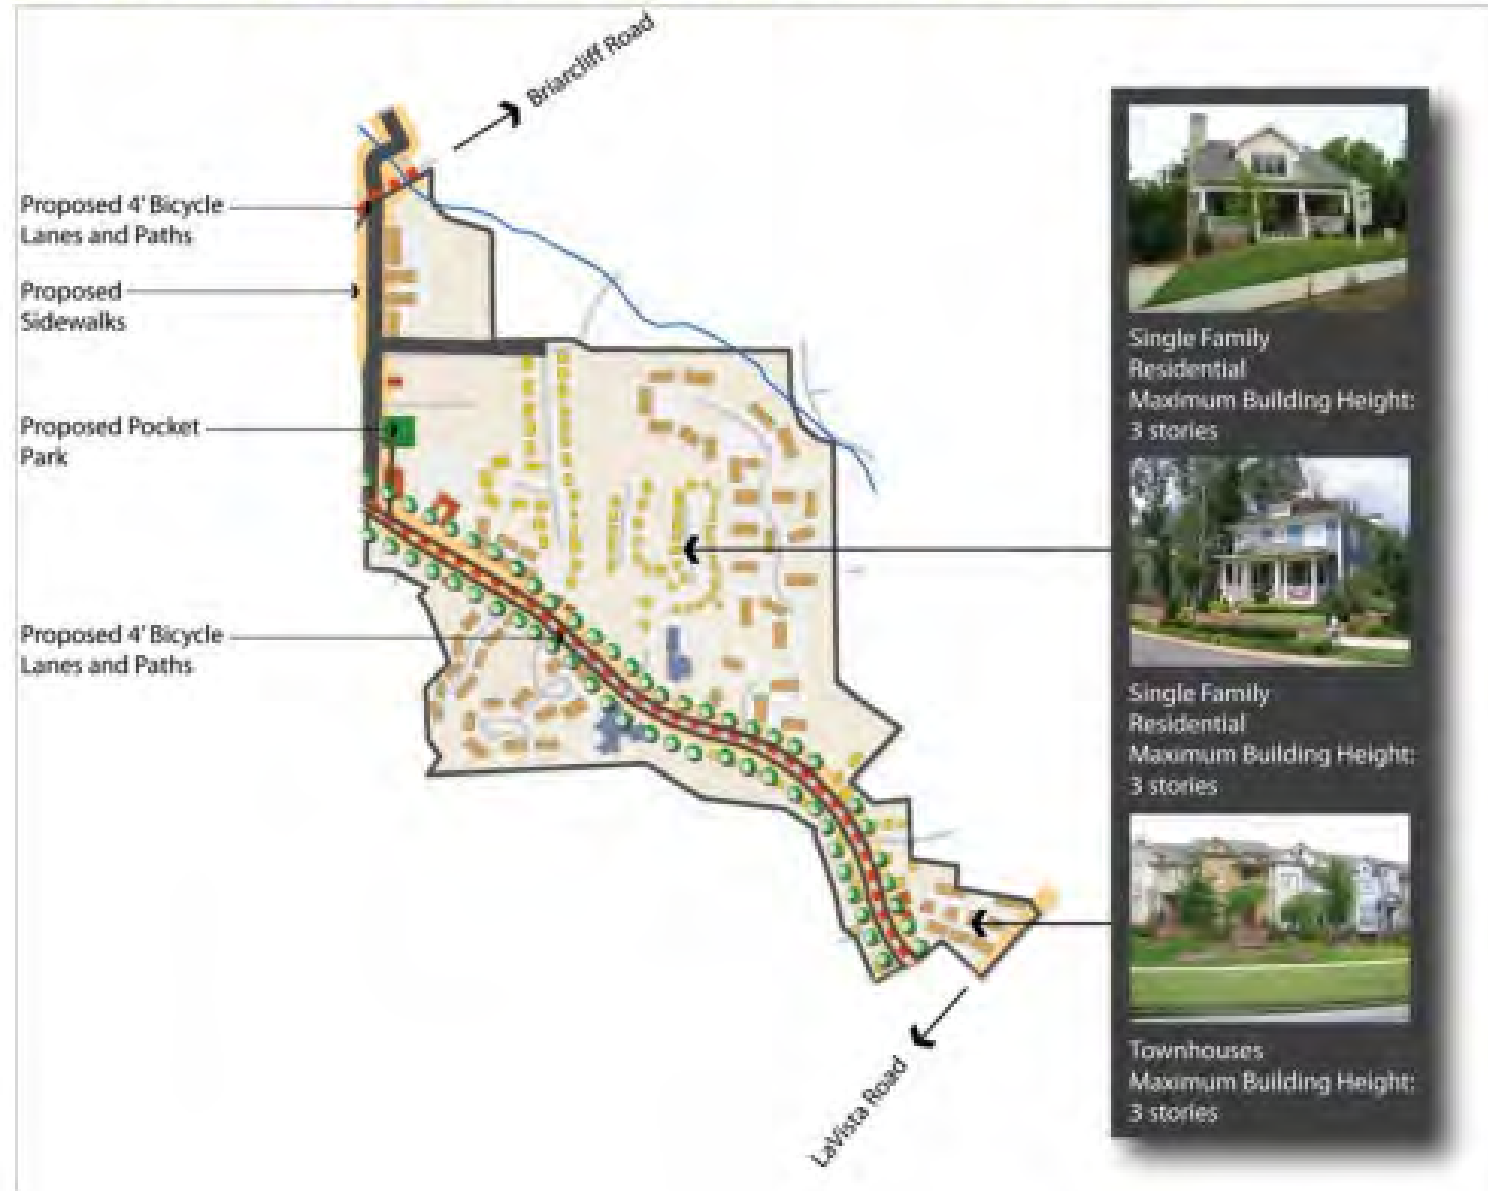 Briarcliff Road
Proposed 4' Bicycle
Lanes and Paths
Proposed
Sidewalks
Proposed Pocket
Park
Proposed 4' Bicycle
Lanes and Paths
LaVista Road
Single Family
Residential
Maximum Building Height:
3 stories
Single Family
Residential
Maximum Building Height:
3 stories
Townhouses
Maximum Building Height:
3 stories